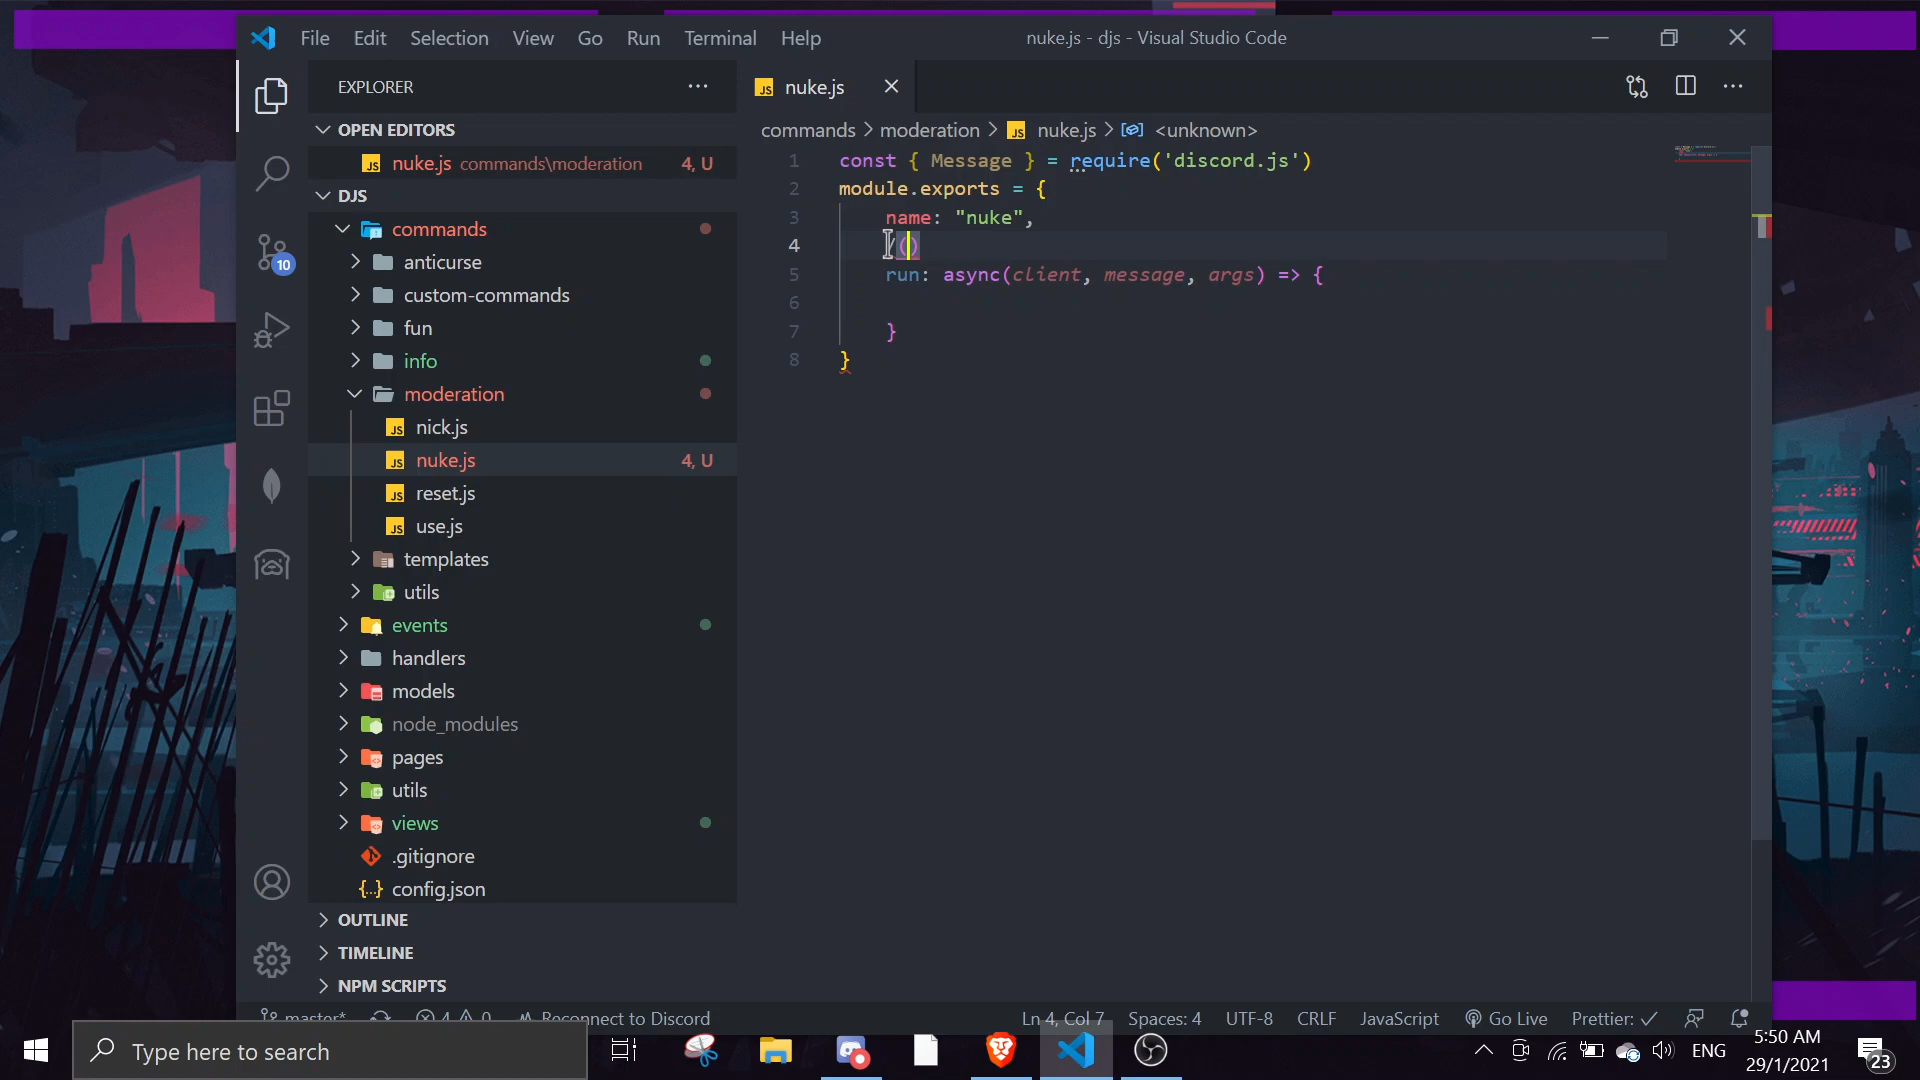 File Edit Selection View Go Run Terminal Help
nuke.js - djs - Visual Studio Code
EXPLORER
nuke.js
OPEN EDITORS
commands moderation nuke.js <unknown>
nuke.js commands\moderation 4, U
DJS
commands
anticurse
custom-commands
fun
info
moderation
nick.js
nuke.js 4, U
reset.js
use.js
templates
utils
events
handlers
models
node_modules
pages
utils
views
.gitignore
config.json
OUTLINE
TIMELINE
NPM SCRIPTS
10
1 const { Message } = require('discord.js')
2 module.exports = {
3 name: "nuke",
4 /()
5 run: async(client, message, args) => {
6
7 }
8 }
master* 4 0 Reconnect to Discord
Ln 4, Col 7 Spaces: 4 UTF-8 CRLF JavaScript Go Live Prettier:
Type here to search
ENG
5:50 AM
29/1/2021
23